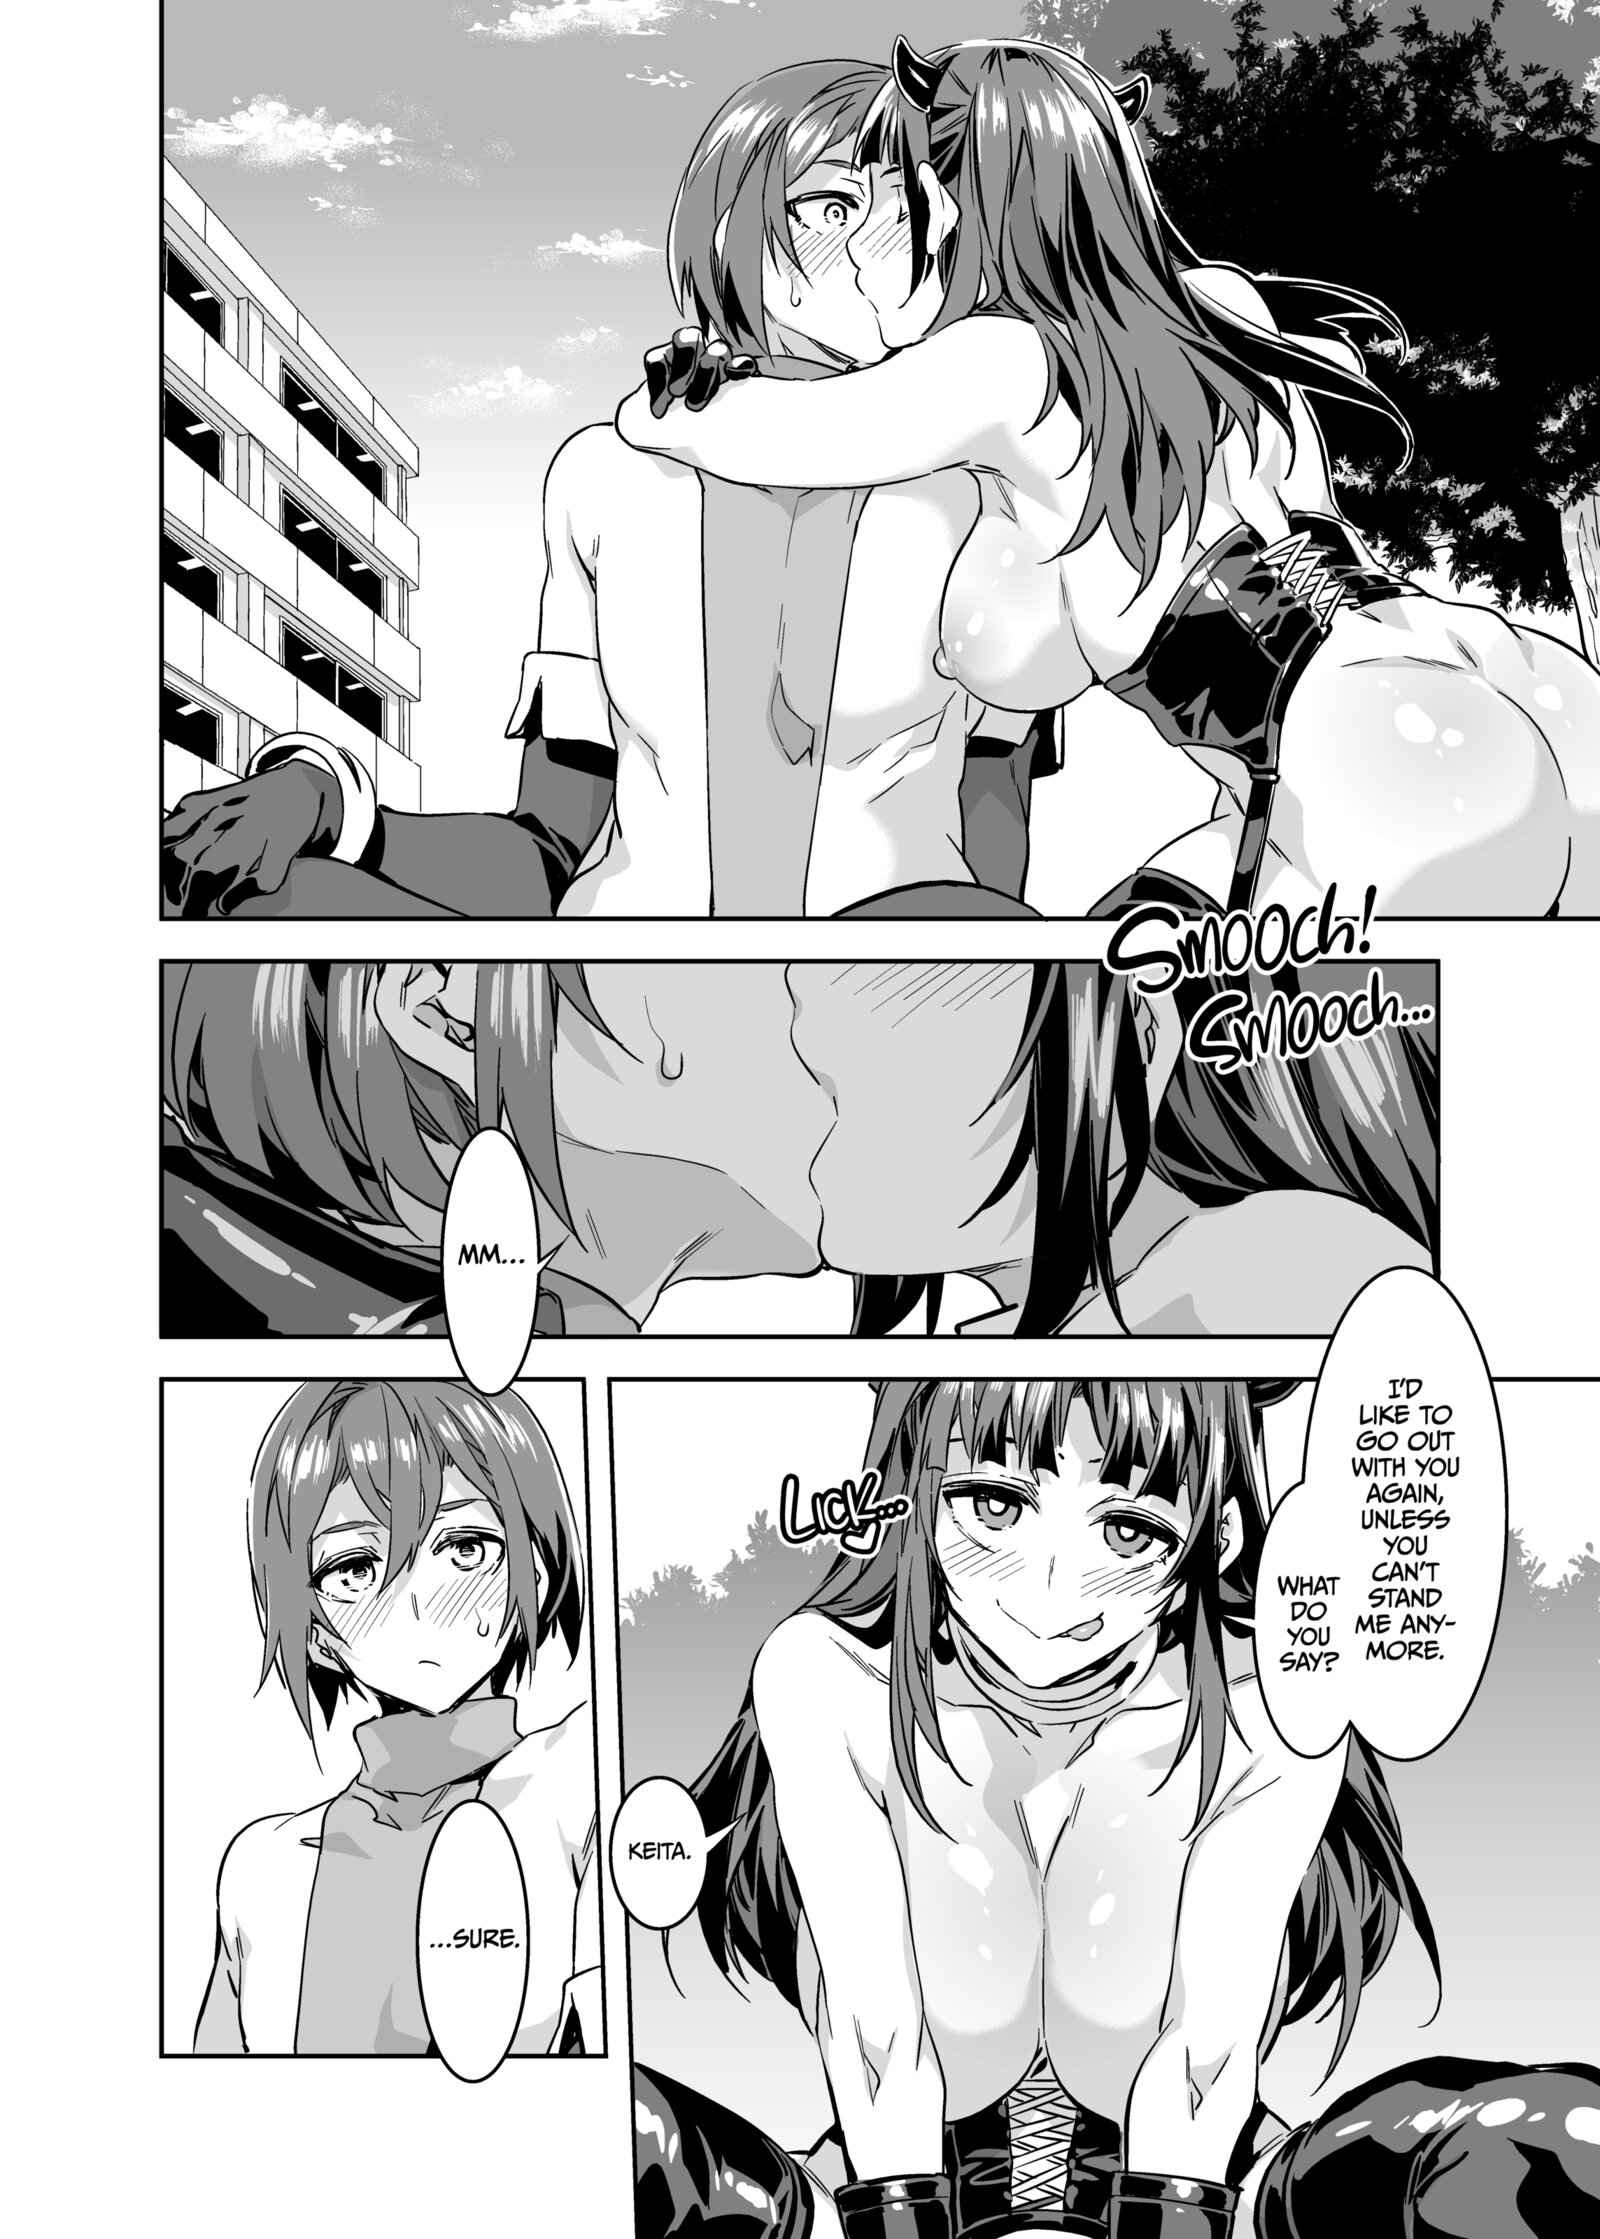 SMOOCH!
SMOOCH...
MM...
I'D
LIKE TO
GO OUT
WITH YOU
AGAIN,
UNLESS
YOU
CAN'T
STAND
ME ANY-
MORE.
WHAT
DO
YOU
SAY?
LICK...
KEITA.
...SURE.